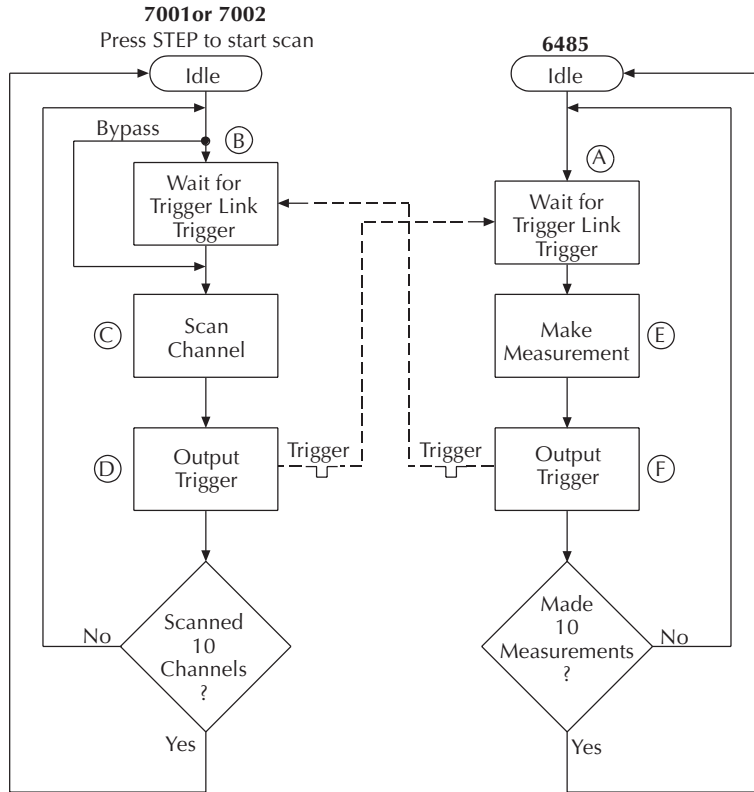 7001or 7002
Press STEP to start scan
Idle
Bypass
B
Wait for
Trigger Link
Trigger
C
Scan
Channel
D
Output
Trigger
Trigger
No
Scanned
10
Channels
?
Yes
6485
Idle
A
Wait for
Trigger Link
Trigger
Make
Measurement
E
Trigger
Output
Trigger
F
Made
10
Measurements
?
No
Yes